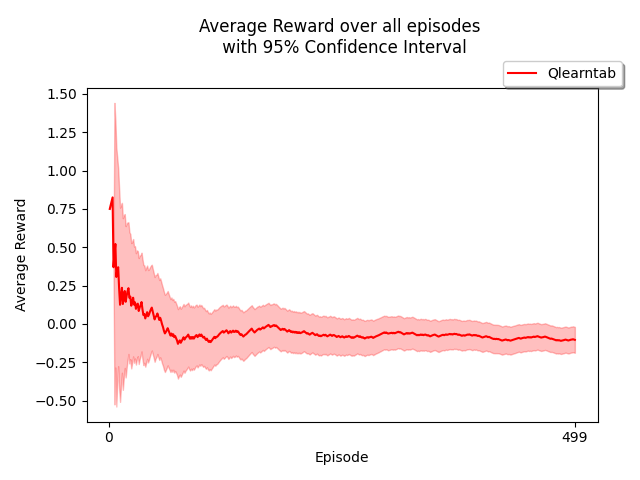 Average Reward over all episodes
with 95% Confidence Interval
Qlearntab
1.50
1.25
1.00
0.75
0.50
0.25
0.00
−0.25
−0.50
Average Reward
0
499
Episode